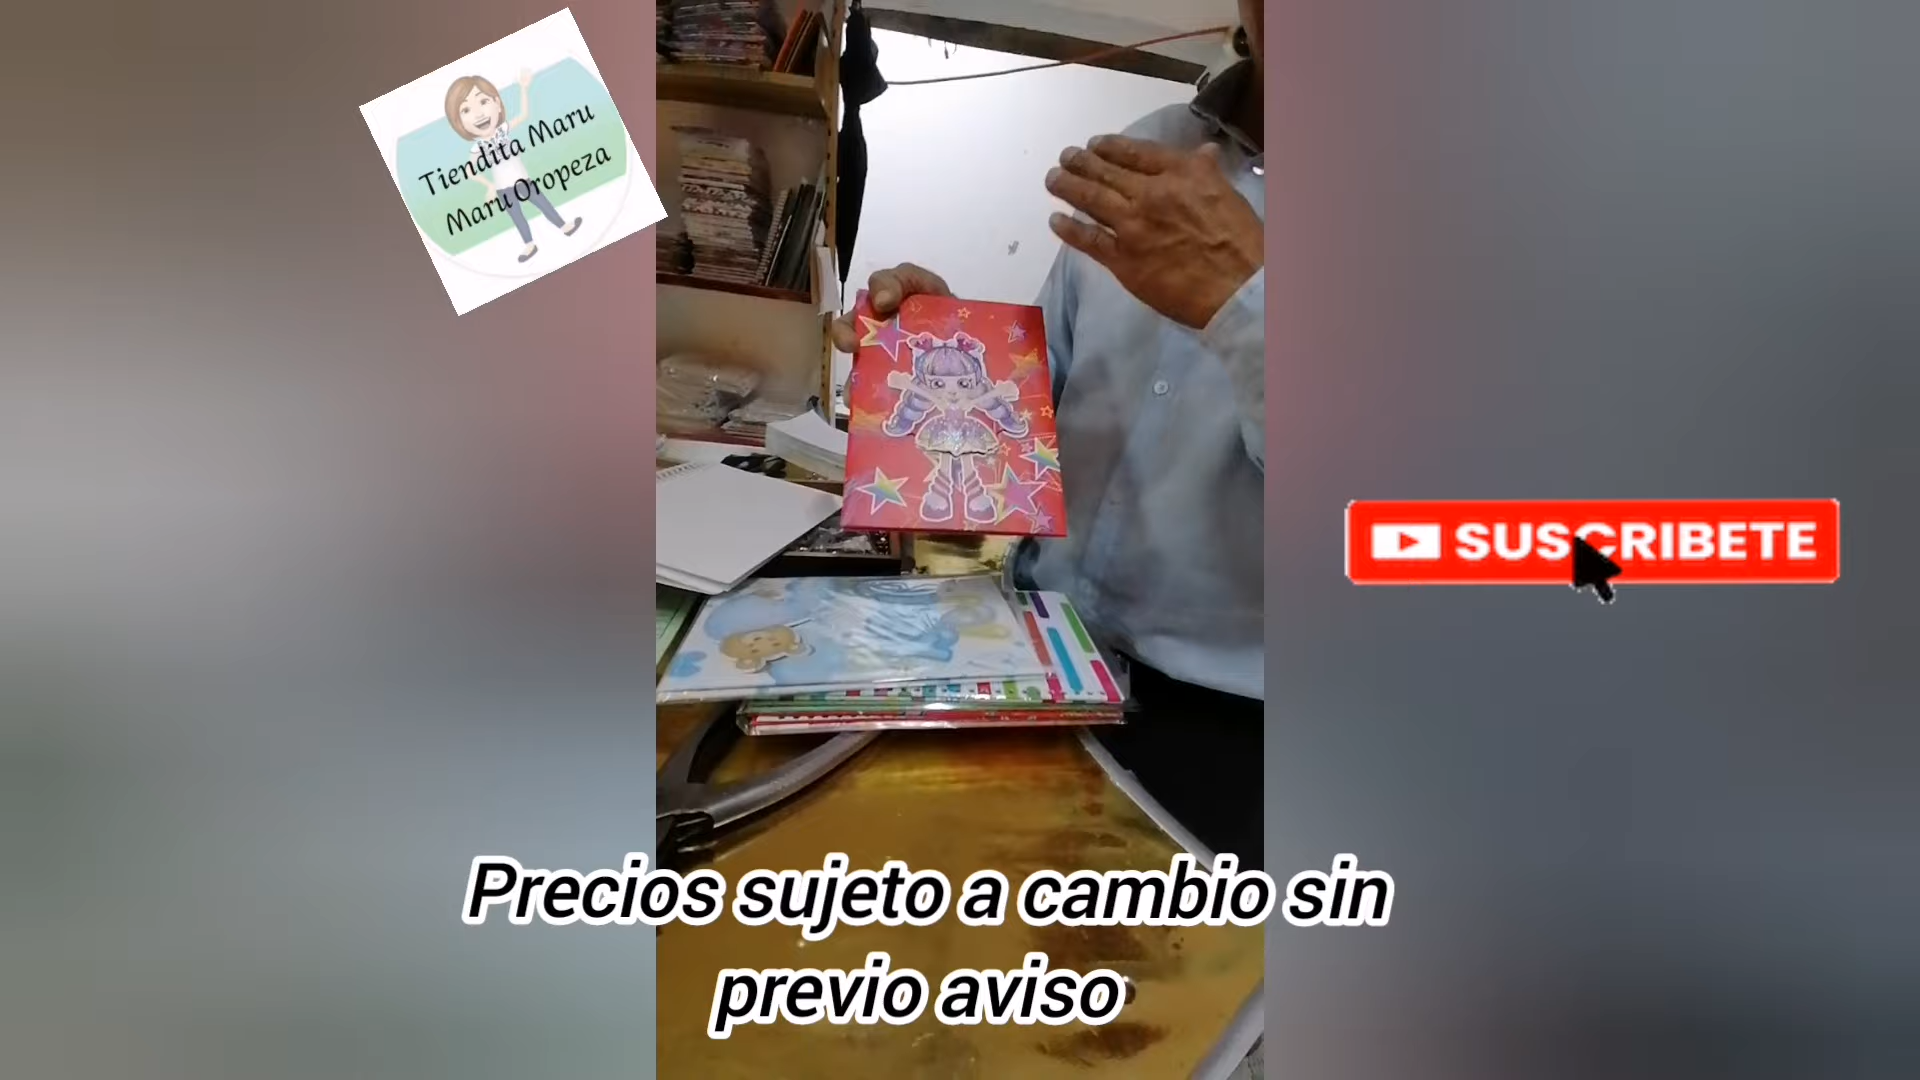 Tiendita Maru
Maru Oropeza
SUSCRIBETE
Precios sujeto a cambio sin
previo aviso